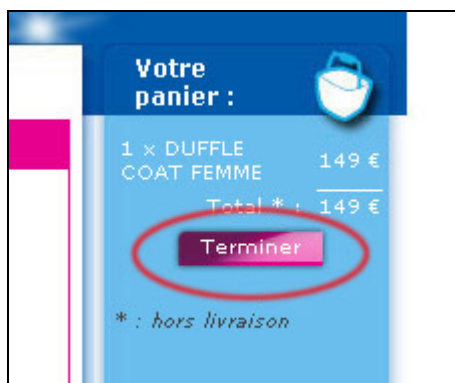 Votre
panier :
1 x DUFFLE 149 €
COAT FEMME
Total * : 149 €
Terminer
* : hors livraison